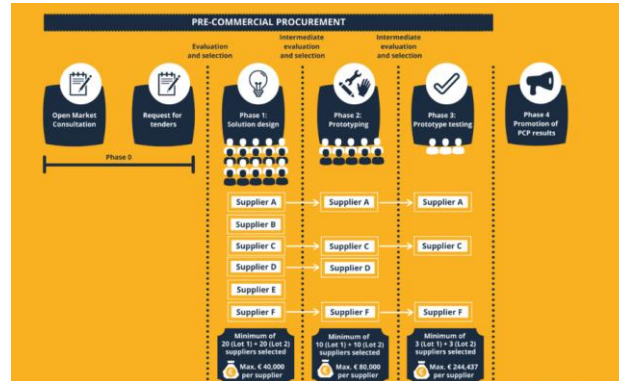 PRE-COMMERCIAL PROCUREMENT
Evaluation
and selection
Intermediate
evaluation
and selection
Intermediate
evaluation
and selection
Open Market
Consultation
Request for
tenders
Phase 1:
Solution design
Phase 2:
Prototyping
Phase 3:
Prototype testing
Phase 4
Promotion of
PCP results
Phase 0
Supplier A
Supplier A
Supplier A
Supplier B
Supplier C
Supplier C
Supplier C
Supplier D
Supplier D
Supplier E
Supplier F
Supplier F
Supplier F
Minimum of
20 (Lot 1) + 20 (Lot 2)
suppliers selected
Max. € 40,000
per supplier
Minimum of
10 (Lot 1) + 10 (Lot 2)
suppliers selected
Max. € 80,000
per supplier
Minimum of
3 (Lot 1) + 3 (Lot 2)
suppliers selected
Max. € 244,437
per supplier